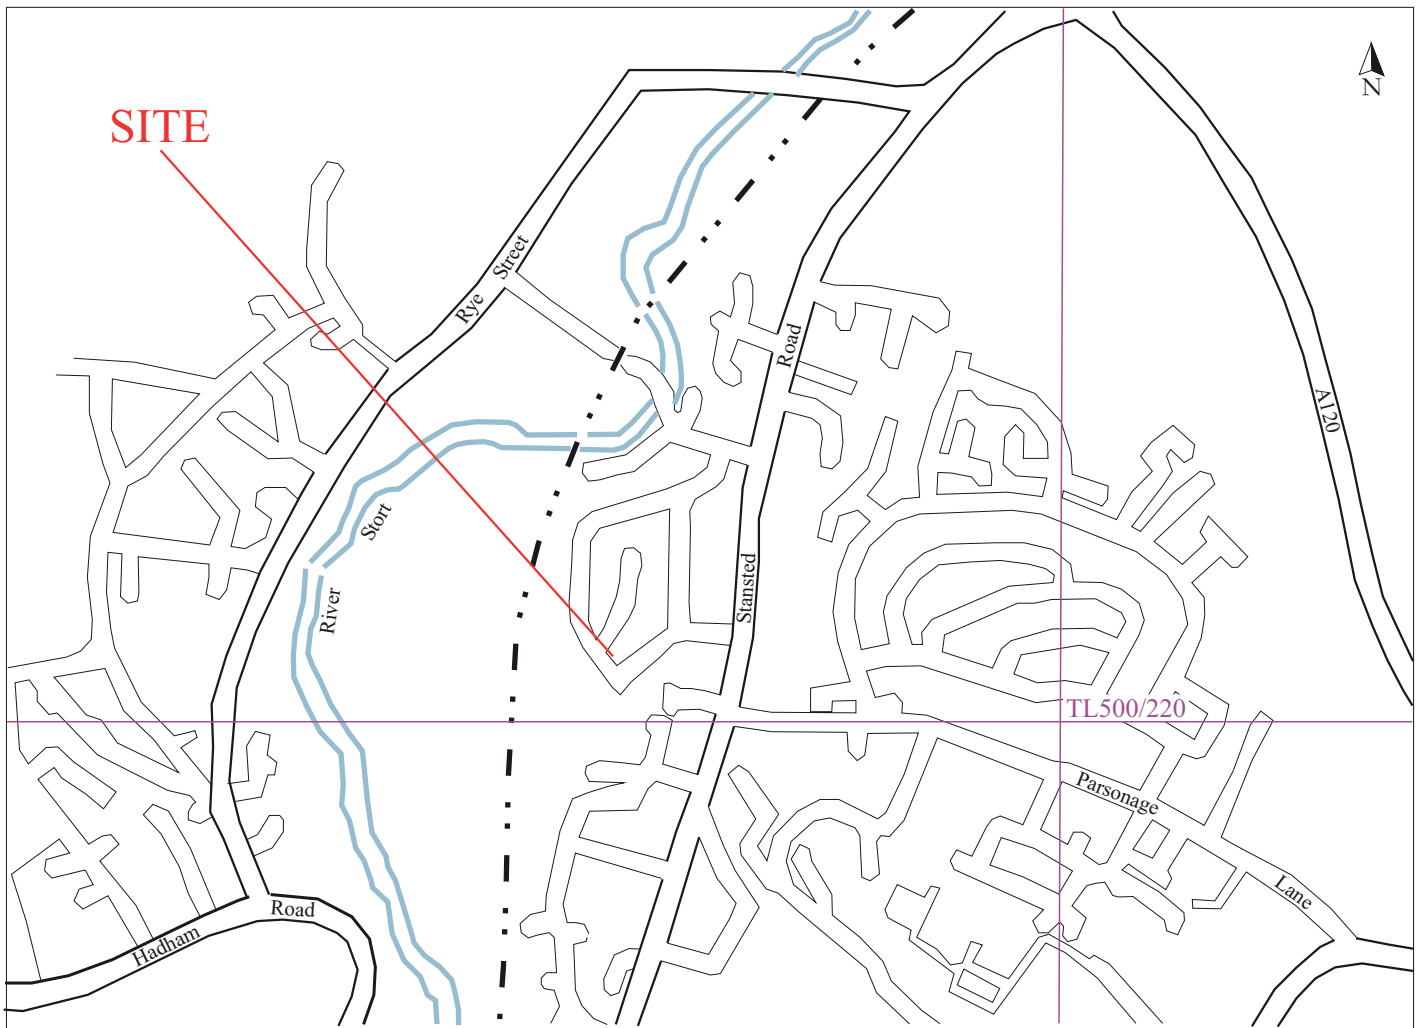 N
SITE
Rye Street
Road
A120
Stort
River
Stansted
TL500/220
Parsonage
Lane
Road
Hadham